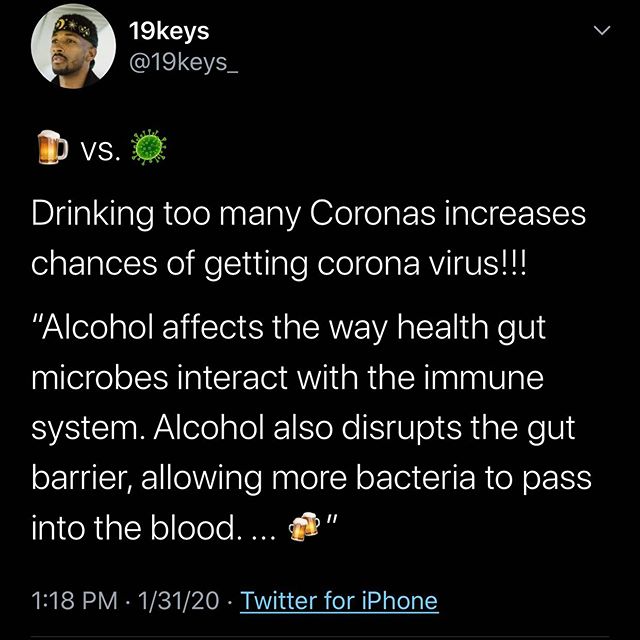 19keys
@19keys_
🍺 vs. 🦠
Drinking too many Coronas increases
chances of getting corona virus!!!
"Alcohol affects the way health gut
microbes interact with the immune
system. Alcohol also disrupts the gut
barrier, allowing more bacteria to pass
into the blood. ... 🍻"
1:18 PM · 1/31/20 · Twitter for iPhone